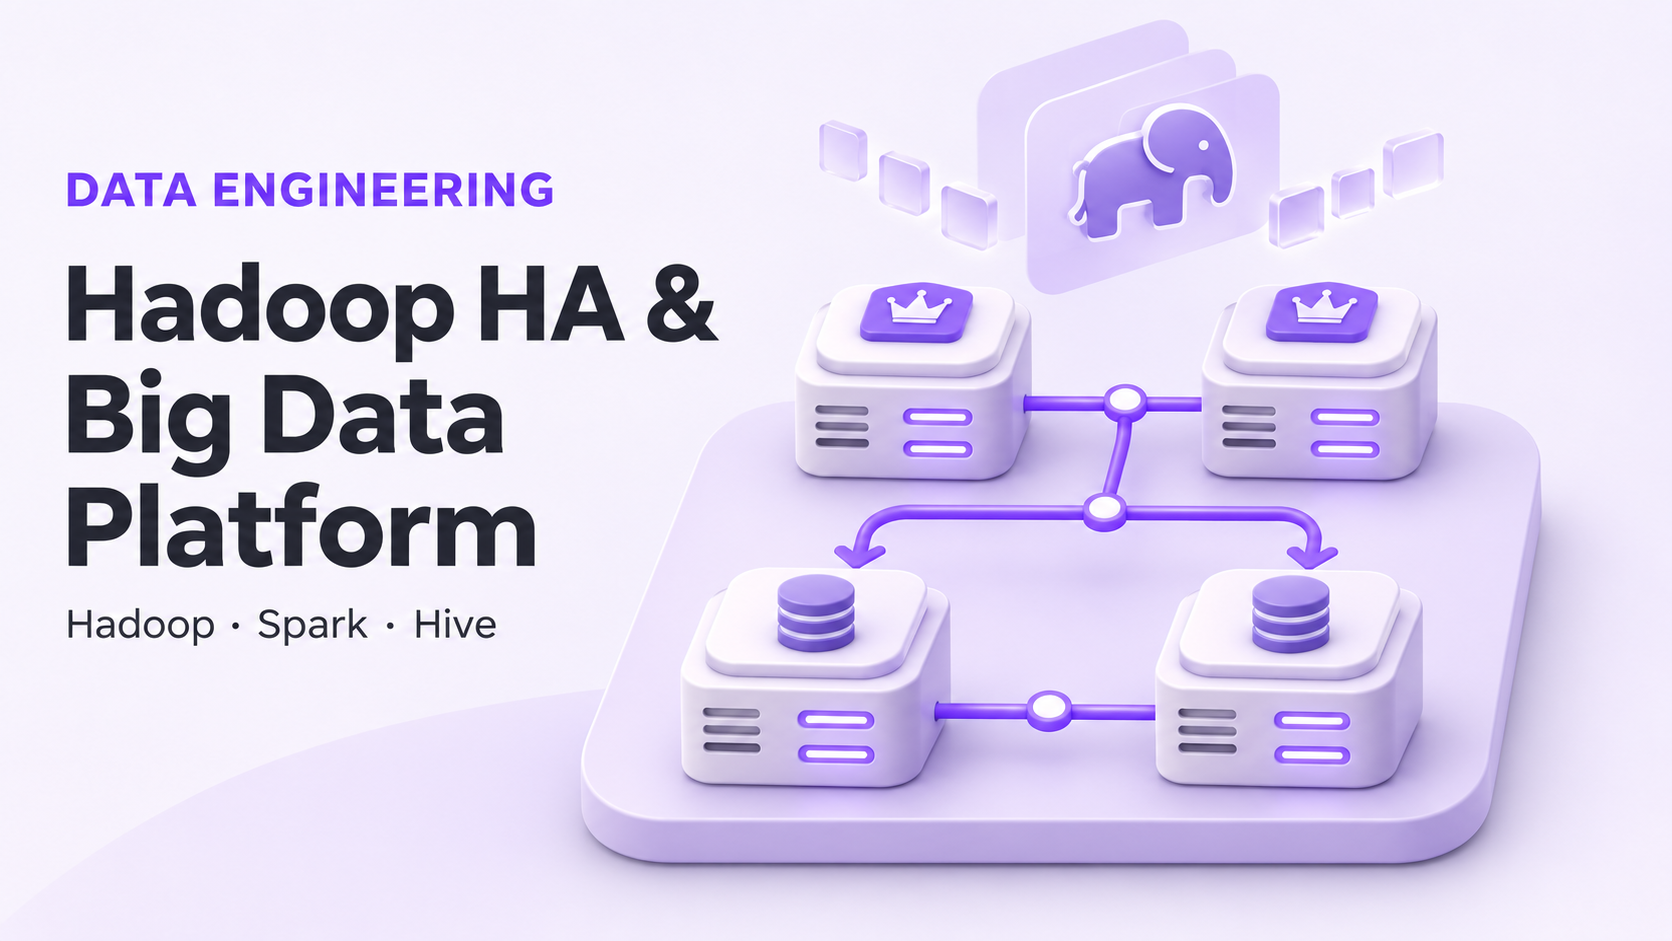 DATA ENGINEERING
Hadoop HA &
Big Data
Platform
Hadoop · Spark · Hive